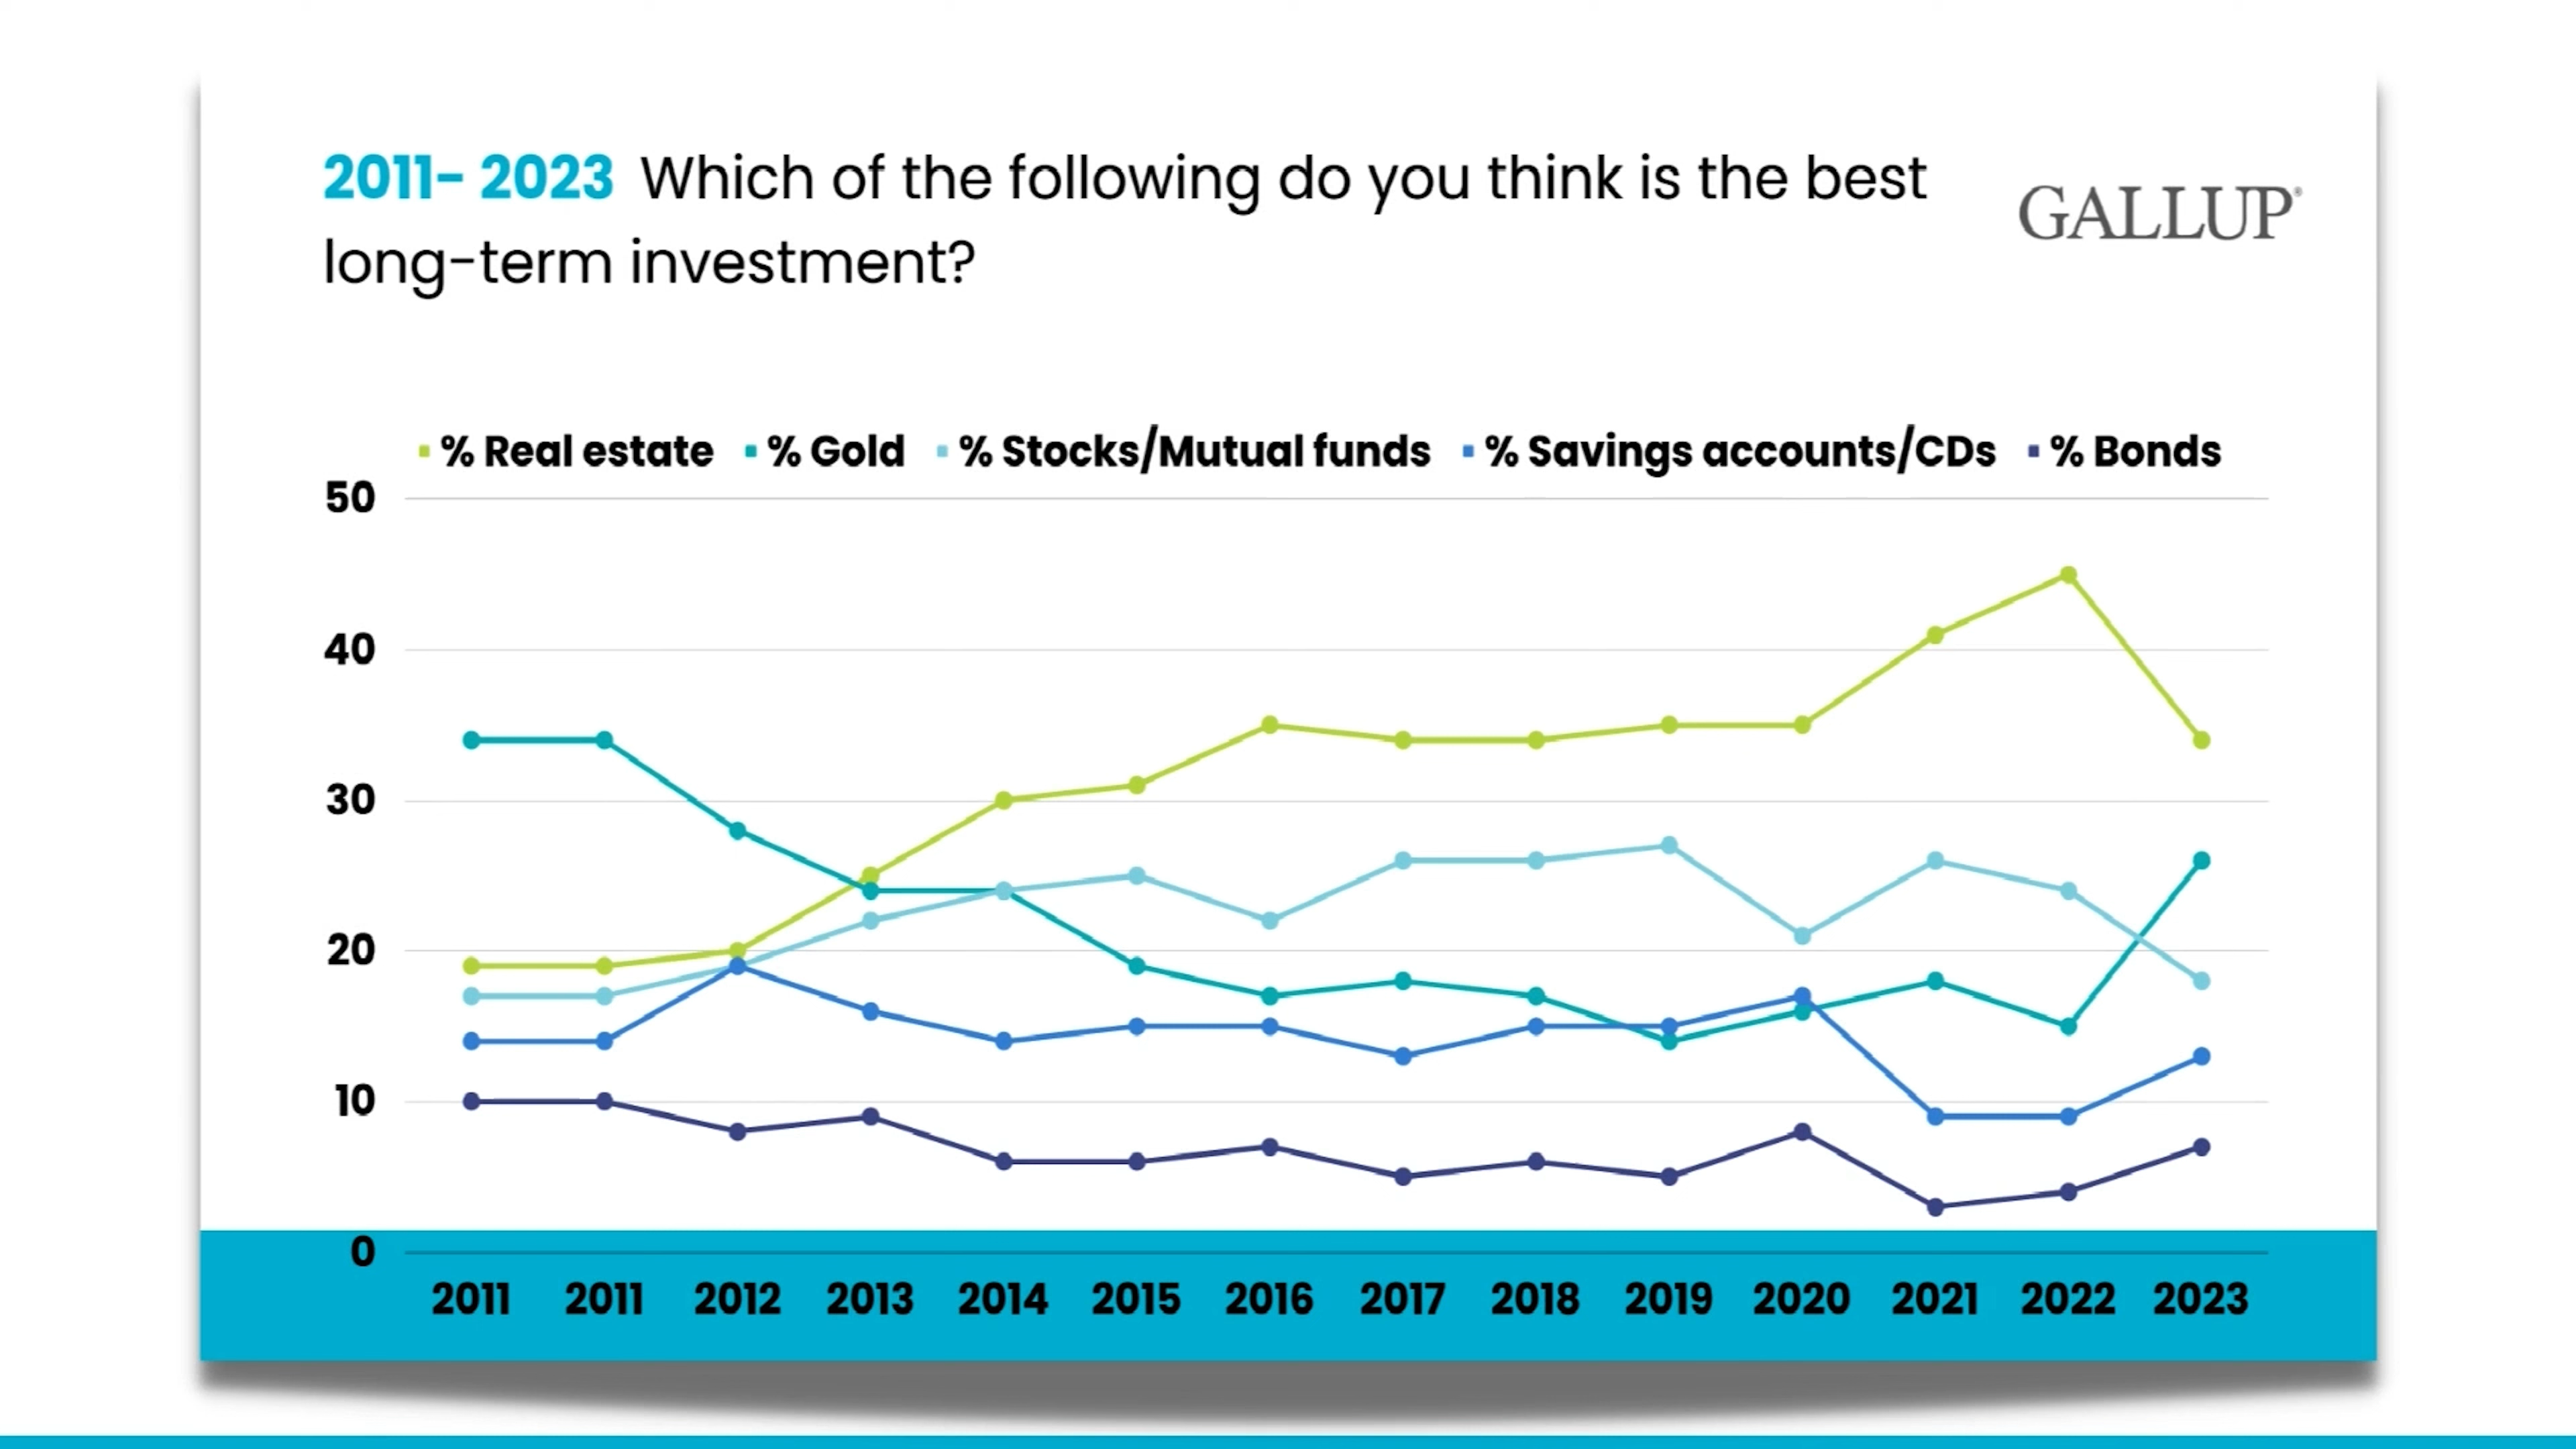 2011- 2023 Which of the following do you think is the best
long-term investment?
GALLUP®
% Real estate % Gold % Stocks/Mutual funds % Savings accounts/CDs % Bonds
50
40
30
20
10
0
2011 2011 2012 2013 2014 2015 2016 2017 2018 2019 2020 2021 2022 2023